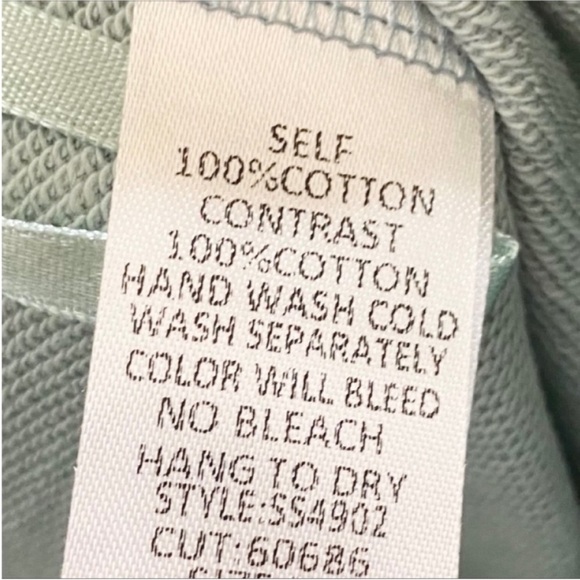 SELF
100%COTTON
CONTRAST
100%COTTON
HAND WASH COLD
WASH SEPARATELY
COLOR WILL BLEED
NO BLEACH
HANG TO DRY
STYLE:SS4902
CUT:60686